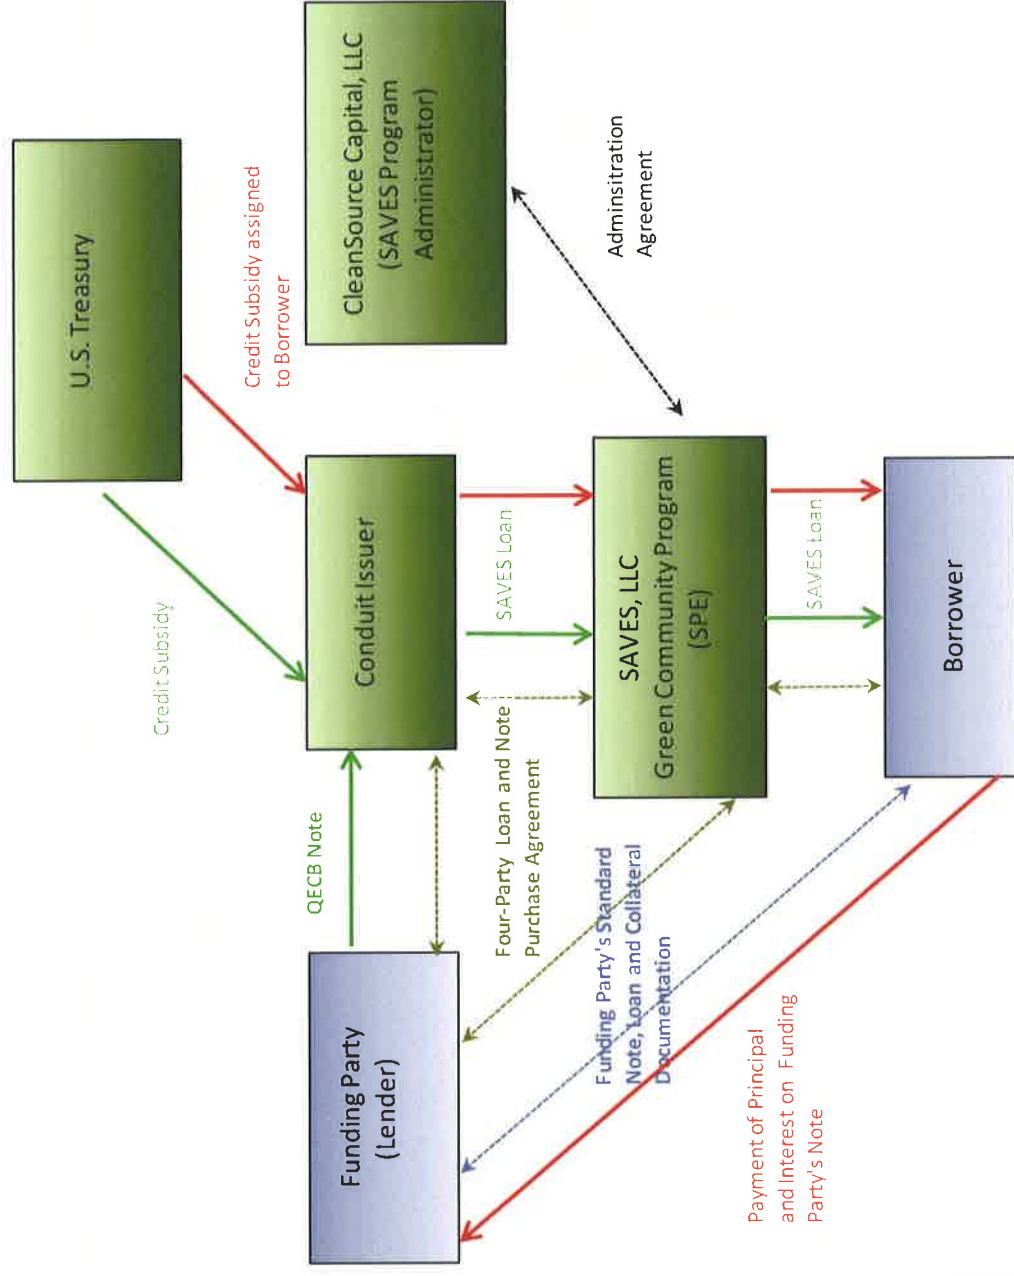 U.S. Treasury
Credit Subsidy
Credit Subsidy assigned
to Borrower
QECB Note
Funding Party
(Lender)
Conduit Issuer
CleanSource Capital, LLC
(SAVES Program
Administrator)
Four-Party Loan and Note
Purchase Agreement
SAVES Loan
Adminsitration
Agreement
Funding Party's Standard
Note, Loan and Collateral
Documentation
SAVES, LLC
Green Community Program
(SPE)
Payment of Principal
and Interest on Funding
Party's Note
SAVES Loan
Borrower